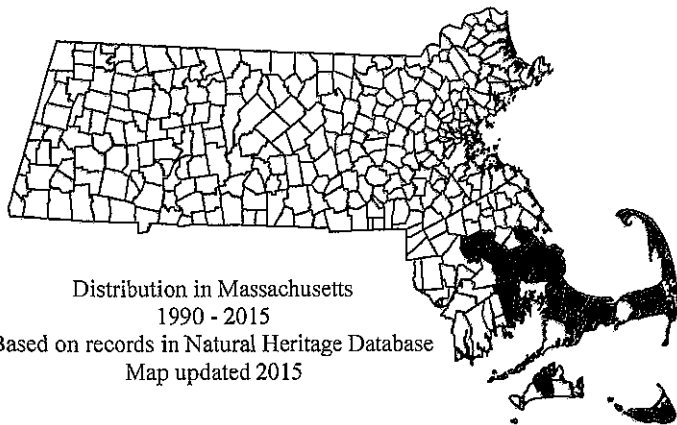 Distribution in Massachusetts
1990 - 2015
Based on records in Natural Heritage Database
Map updated 2015